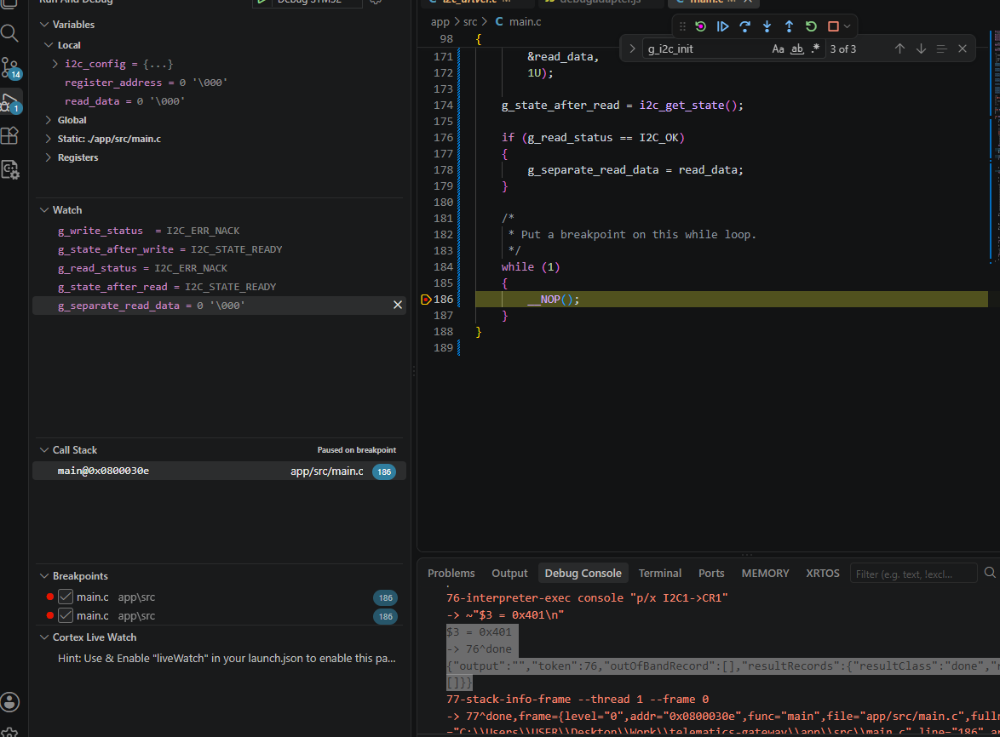 Run And Debug
Debug STM32
Variables
Local
i2c_config = {...}
register_address = 0 '\000'
read_data = 0 '\000'
Global
Static: ./app/src/main.c
Registers
14
1
Watch
g_write_status = I2C_ERR_NACK
g_state_after_write = I2C_STATE_READY
g_read_status = I2C_ERR_NACK
g_state_after_read = I2C_STATE_READY
g_separate_read_data = 0 '\000'
Call Stack
Paused on breakpoint
main@0x0800030e
app/src/main.c 186
Breakpoints
main.c app\src 186
main.c app\src 186
Cortex Live Watch
Hint: Use & Enable "liveWatch" in your launch.json to enable this pa...
C i2c_driver.c M
debugadapter.js
C main.c M
app > src > C main.c
g_i2c_init
Aa ab .* 3 of 3
98 {
171 &read_data,
172 1U);
173
174 g_state_after_read = i2c_get_state();
175
176 if (g_read_status == I2C_OK)
177 {
178 g_separate_read_data = read_data;
179 }
180
181 /*
182 * Put a breakpoint on this while loop.
183 */
184 while (1)
185 {
186 __NOP();
187 }
188 }
189
Problems Output Debug Console Terminal Ports MEMORY XRTOS
Filter (e.g. text, !excl...
76-interpreter-exec console "p/x I2C1->CR1"
-> ~"$3 = 0x401\n"
$3 = 0x401
-> 76^done
{"output":"","token":76,"outOfBandRecord":[],"resultRecords":{"resultClass":"done","r
[]}}
77-stack-info-frame --thread 1 --frame 0
-> 77^done,frame={level="0",addr="0x0800030e",func="main",file="app/src/main.c",fulln
="C:\\Users\\USER\\Desktop\\Work\\telematics-gateway\\app\\src\\main.c",line="186",a